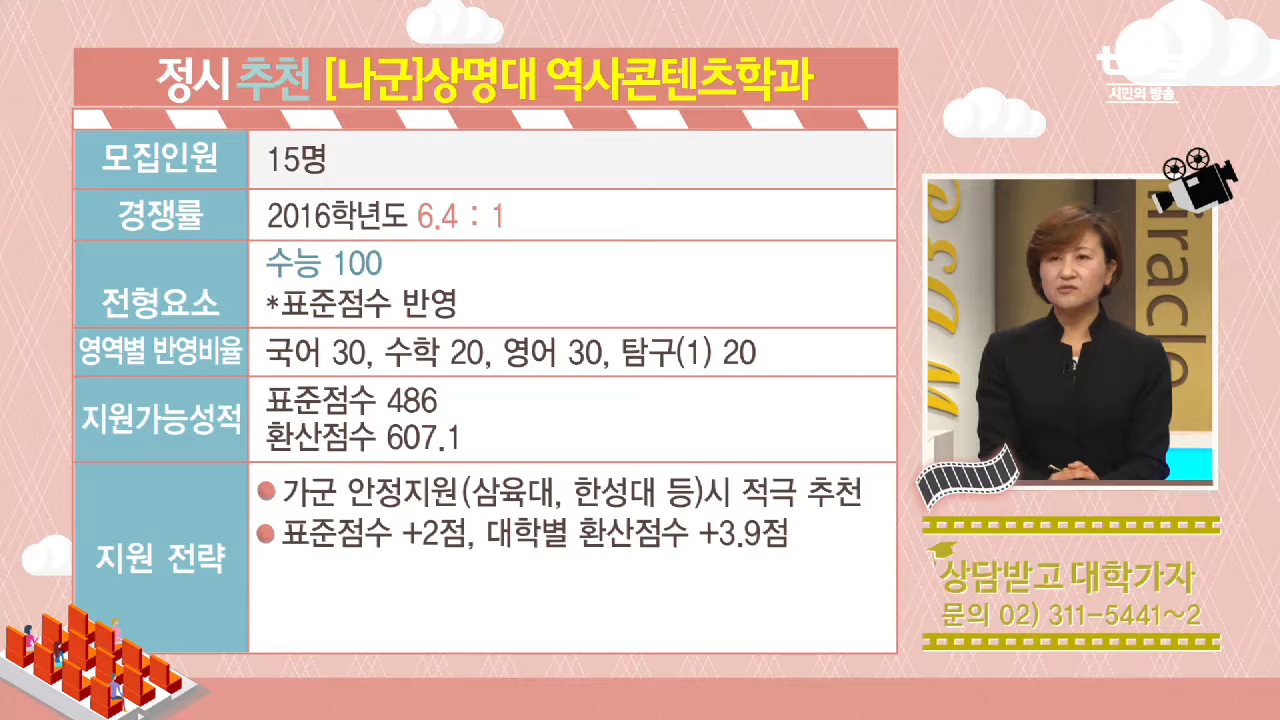 정시 추천 [나군]상명대 역사콘텐츠학과
모집인원 15명
경쟁률 2016학년도 6.4 : 1
전형요소 수능 100
*표준점수 반영
영역별 반영비율 국어 30, 수학 20, 영어 30, 탐구(1) 20
지원가능성적 표준점수 486
환산점수 607.1
지원 전략
가군 안정지원(삼육대, 한성대 등)시 적극 추천
표준점수 +2점, 대학별 환산점수 +3.9점
시민의 방송
iracle
상담받고 대학가자
문의 02) 311-5441~2